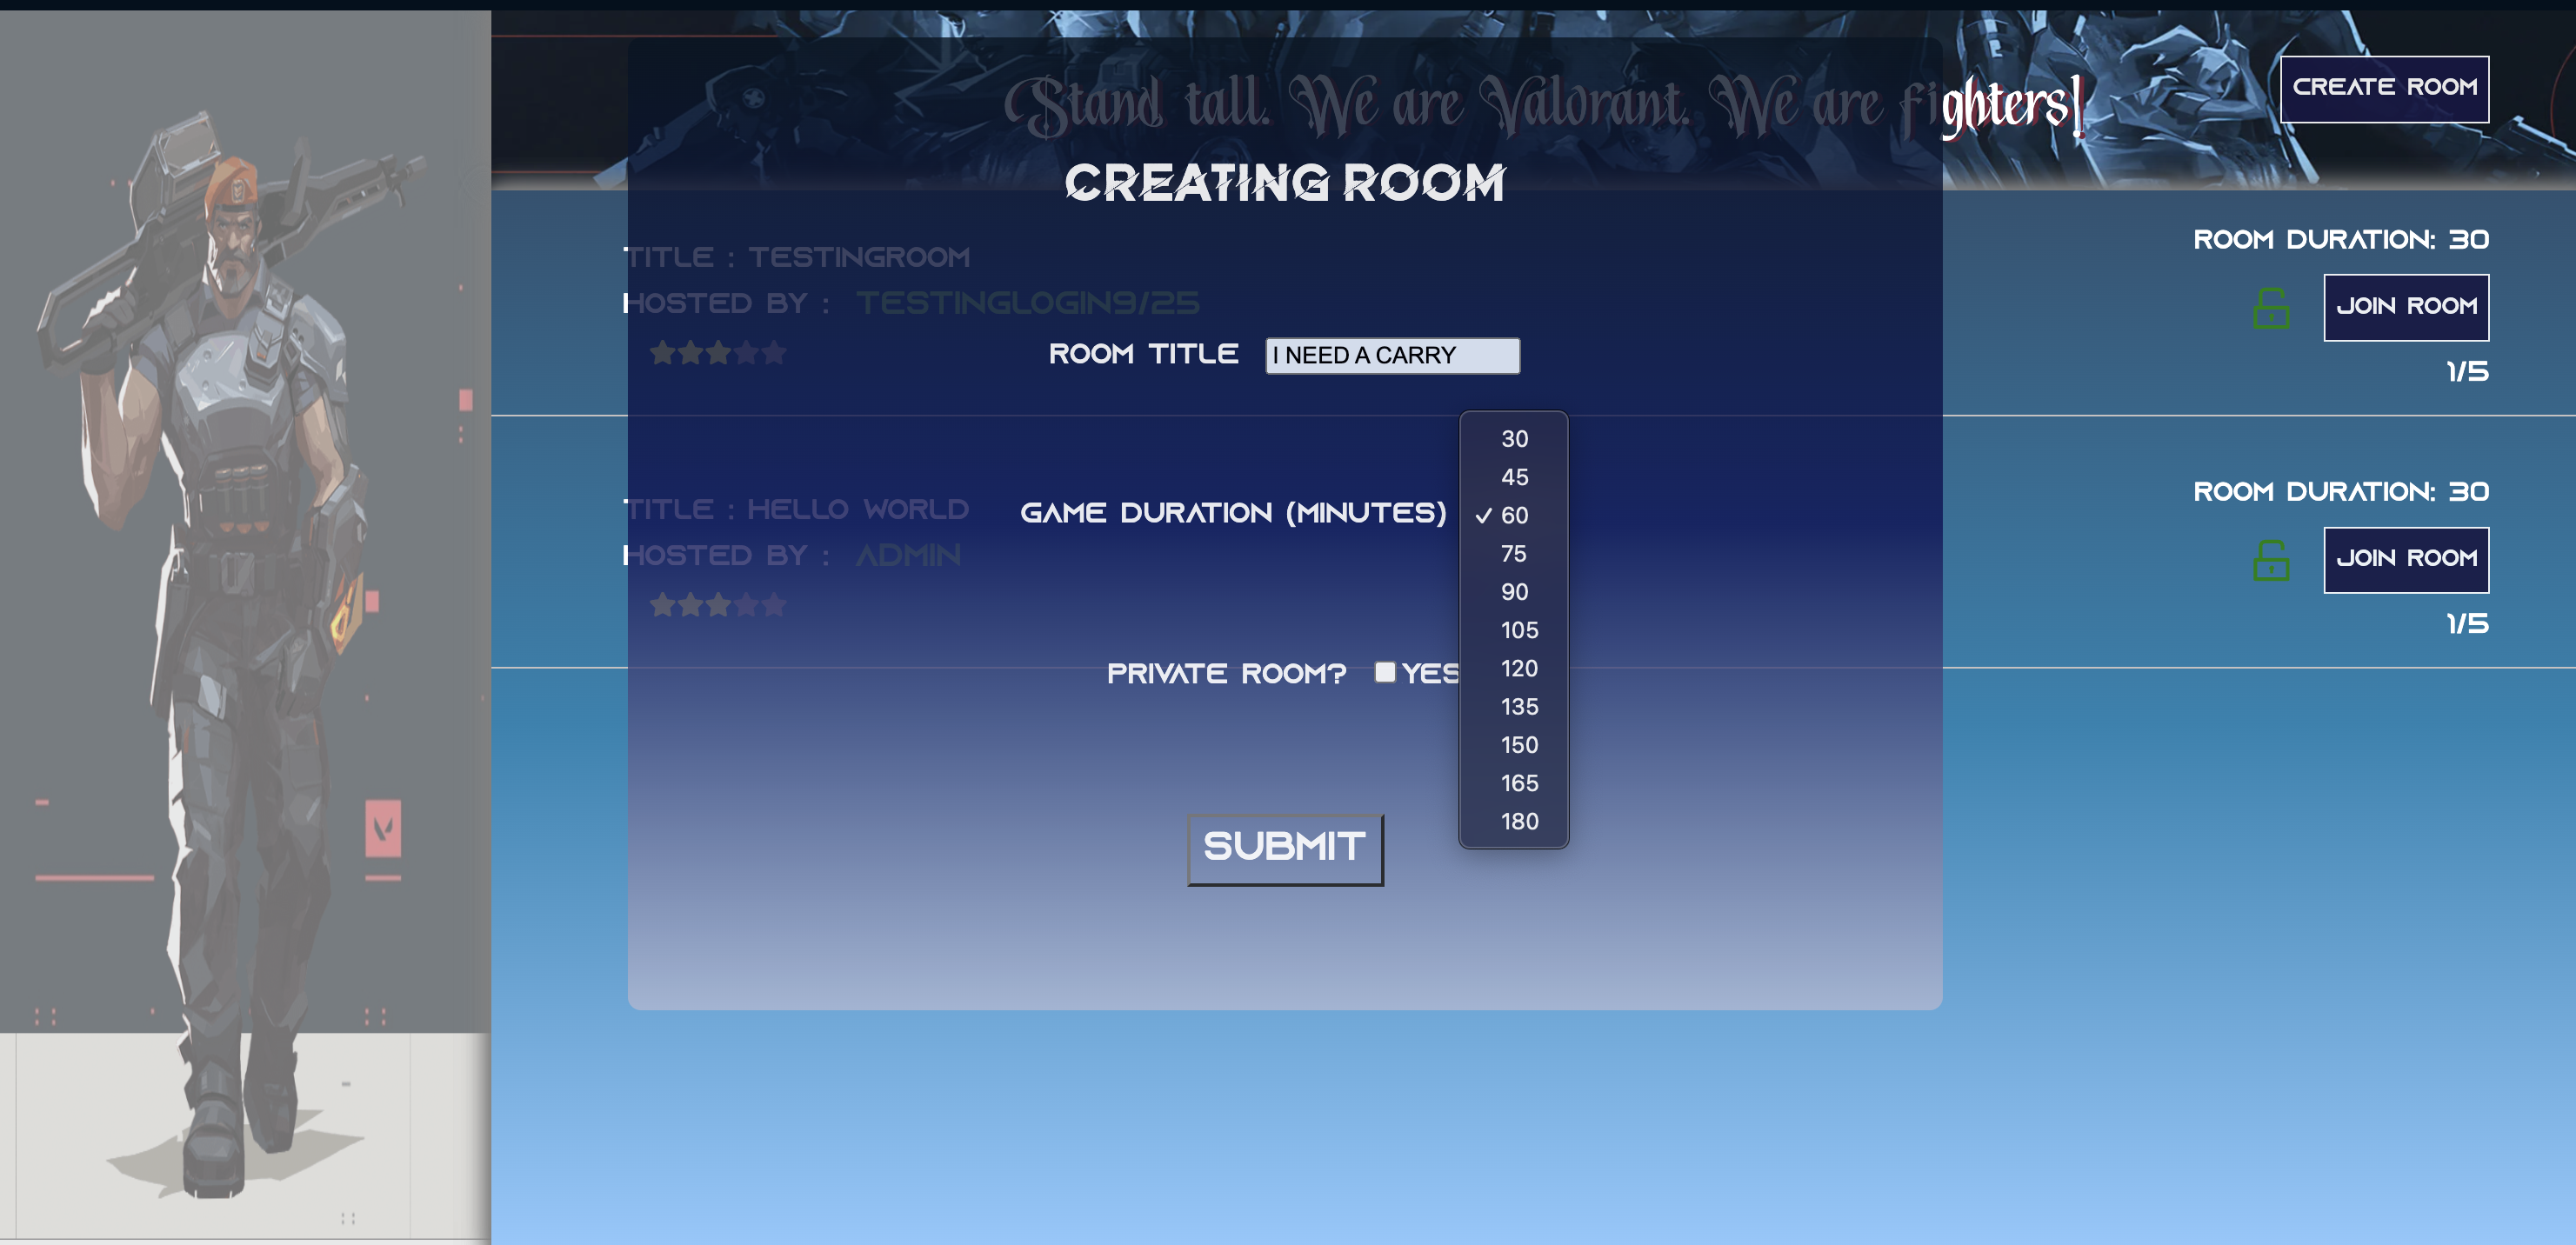 Stand tall. We are Valorant. We are fighters!
CREATE ROOM
CREATING ROOM
ROOM DURATION: 30
TITLE : TESTINGROOM
HOSTED BY : TESTINGLOGIN9/25
JOIN ROOM
ROOM TITLE I NEED A CARRY
1/5
30
45
ROOM DURATION: 30
TITLE : HELLO WORLD
GAME DURATION (MINUTES)
✓ 60
HOSTED BY : ADMIN
75
JOIN ROOM
90
1/5
105
PRIVATE ROOM? YES
120
135
150
165
180
SUBMIT